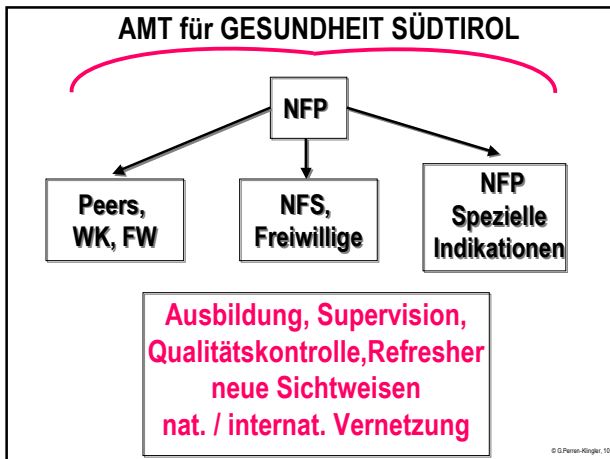 AMT für GESUNDHEIT SÜDTIROL
NFP
Peers,
WK, FW
NFS,
Freiwillige
NFP
Spezielle
Indikationen
Ausbildung, Supervision,
Qualitätskontrolle,Refresher
neue Sichtweisen
nat. / internat. Vernetzung
© G.Perren-Klingler, 10